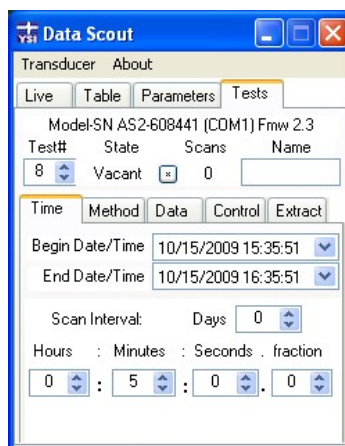 YSI Data Scout
Transducer About
Live Table Parameters Tests
Model-SN AS2-608441 (COM1) Fmw 2.3
Test# State Scans Name
8 Vacant × 0
Time Method Data Control Extract
Begin Date/Time 10/15/2009 15:35:51
End Date/Time 10/15/2009 16:35:51
Scan Interval: Days 0
Hours : Minutes : Seconds . fraction
0 : 5 : 0 . 0